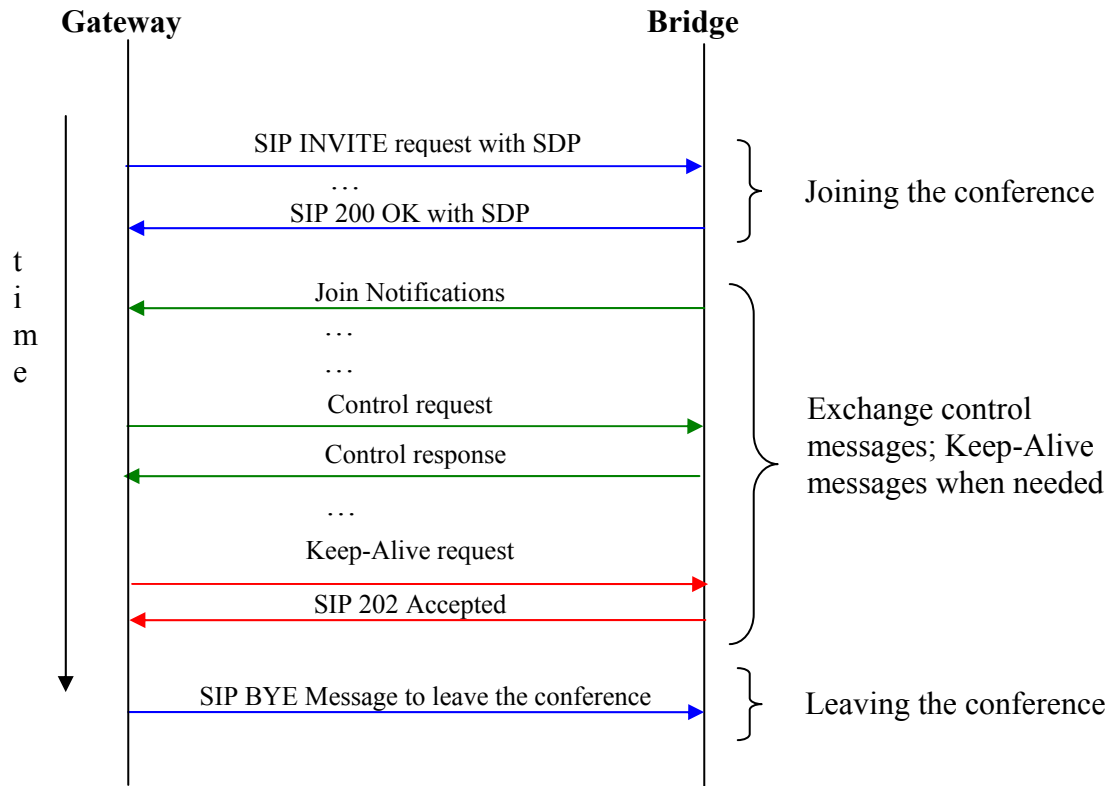 Gateway
Bridge
SIP INVITE request with SDP
...
SIP 200 OK with SDP
Joining the conference
t
i
m
e
Join Notifications
...
...
Control request
Control response
...
Keep-Alive request
SIP 202 Accepted
Exchange control
messages; Keep-Alive
messages when needed
SIP BYE Message to leave the conference
Leaving the conference